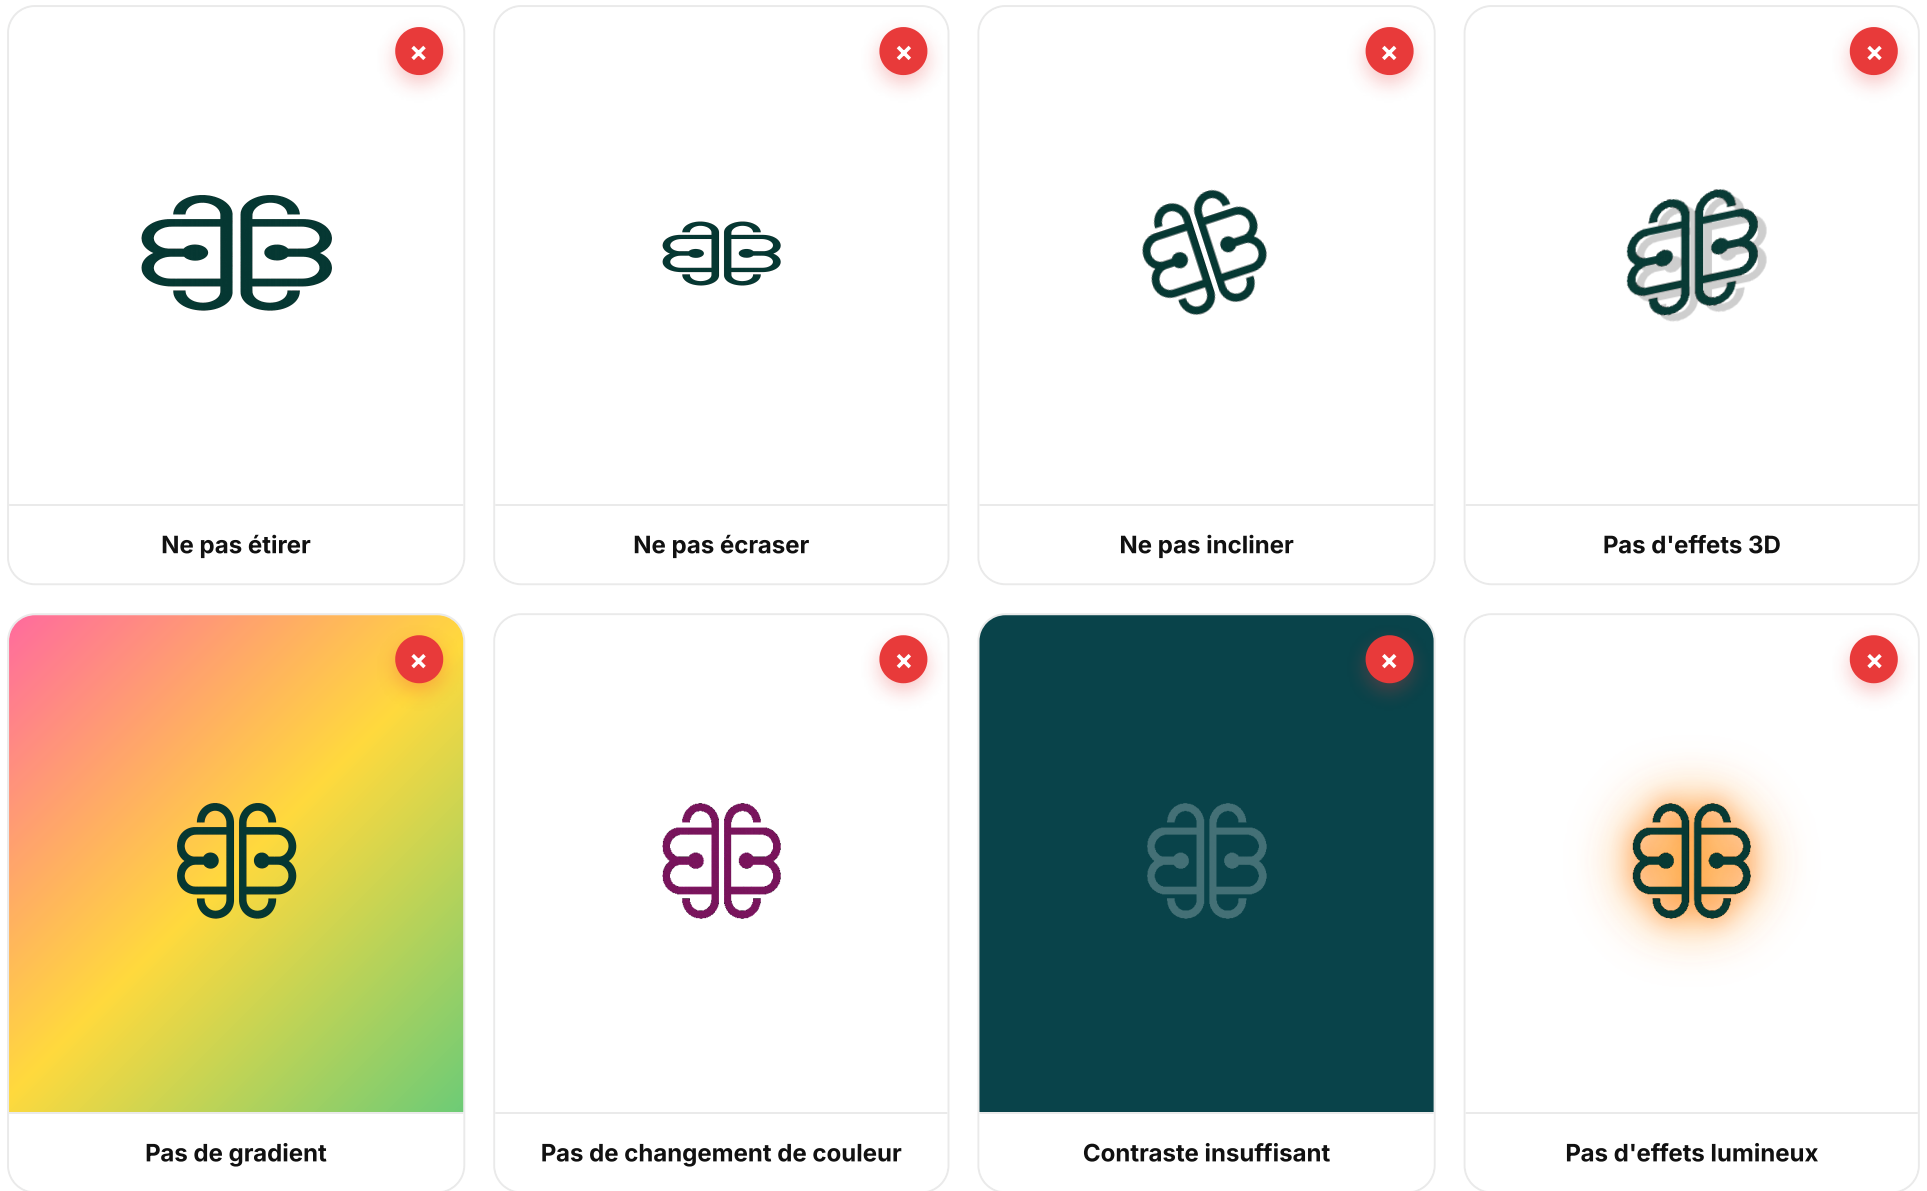 Ne pas étirer
Ne pas écraser
Ne pas incliner
Pas d'effets 3D
Pas de gradient
Pas de changement de couleur
Contraste insuffisant
Pas d'effets lumineux